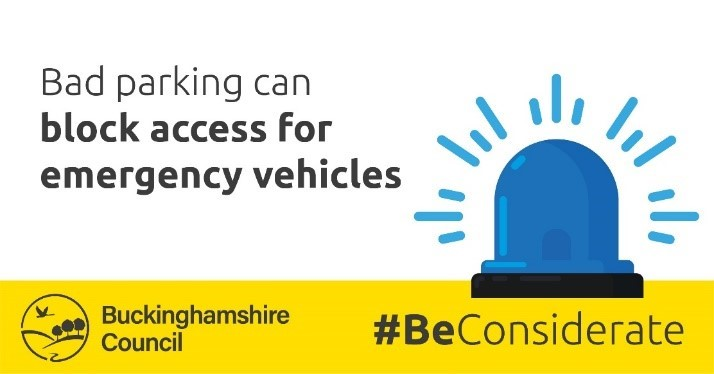 Bad parking can
block access for
emergency vehicles
Buckinghamshire
Council
#BeConsiderate